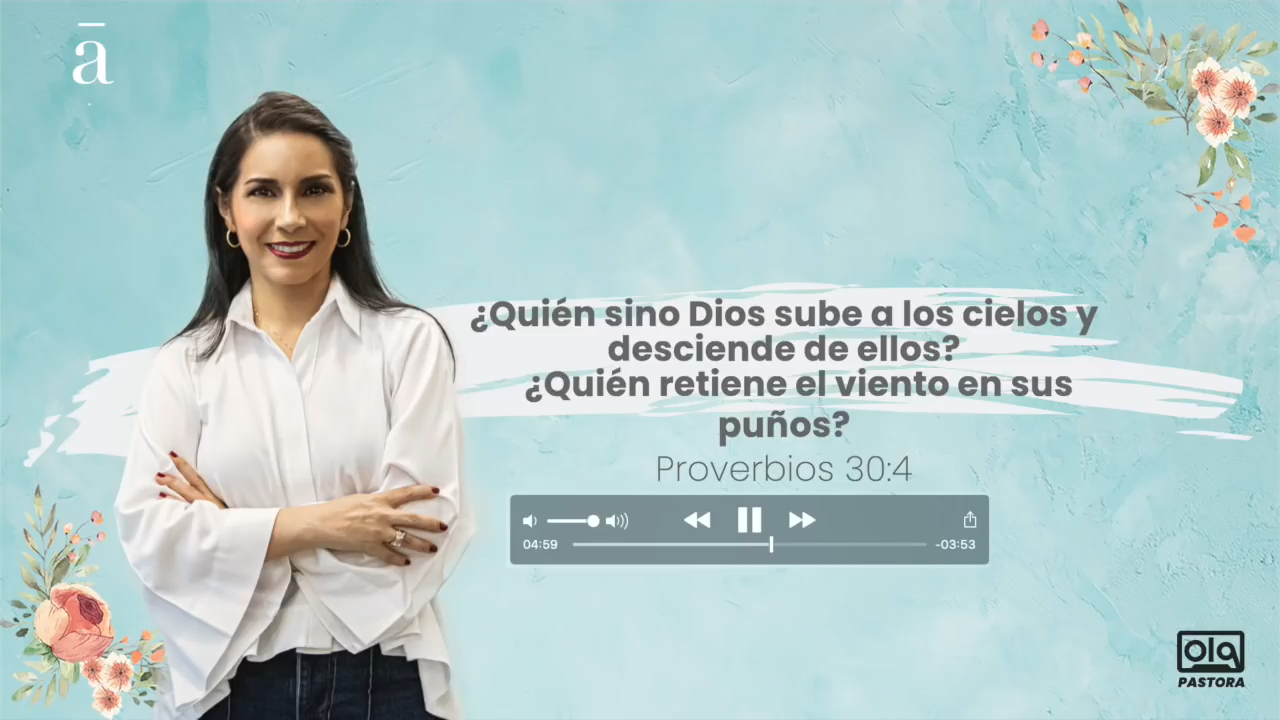 ā
¿Quién sino Dios sube a los cielos y
desciende de ellos?
¿Quién retiene el viento en sus
puños?
Proverbios 30:4
04:59
-03:53
Ola
PASTORA